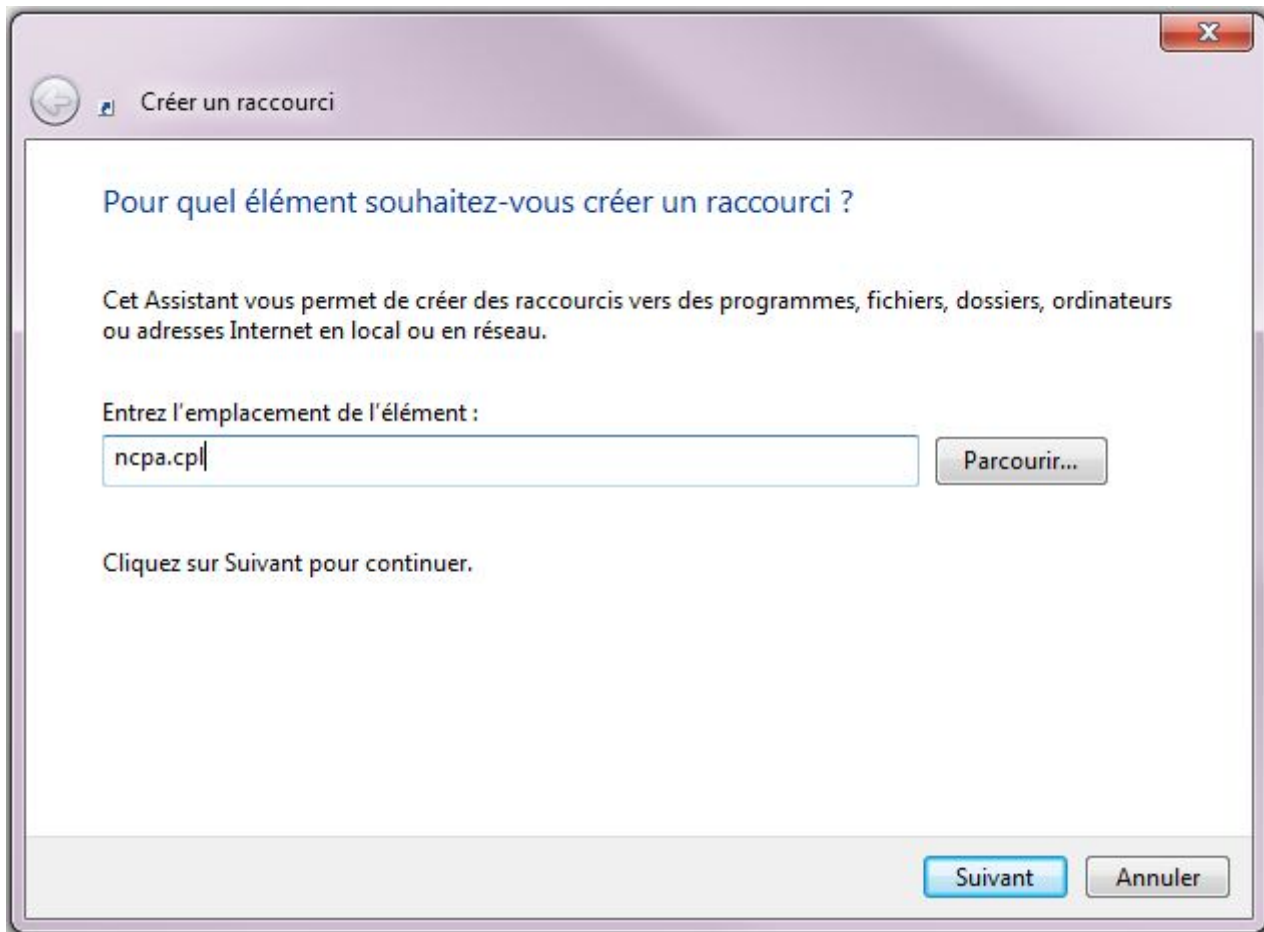 Créer un raccourci
Pour quel élément souhaitez-vous créer un raccourci ?
Cet Assistant vous permet de créer des raccourcis vers des programmes, fichiers, dossiers, ordinateurs
ou adresses Internet en local ou en réseau.
Entrez l'emplacement de l'élément :
ncpa.cpl
Parcourir...
Cliquez sur Suivant pour continuer.
Suivant
Annuler